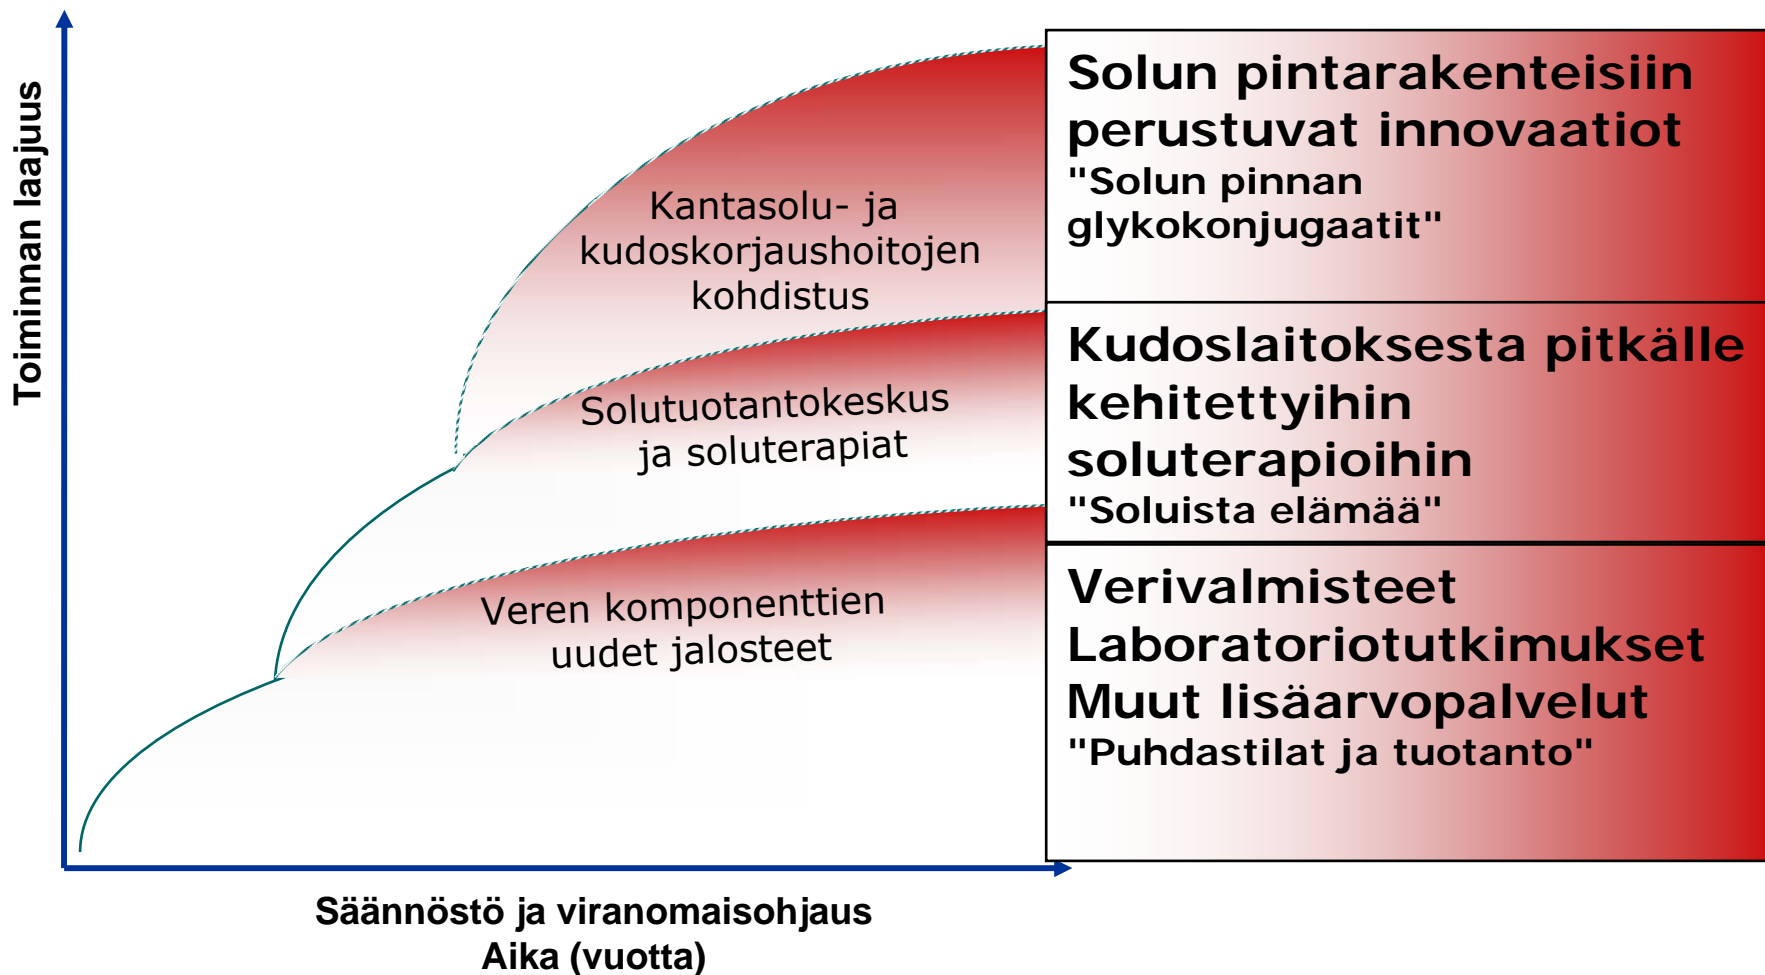 Toiminnan laajuus
Kantasolu- ja
kudoskorjaushoitojen
kohdistus
Solutuotantokeskus
ja soluterapiat
Veren komponenttien
uudet jalosteet
Solun pintarakenteisiin
perustuvat innovaatiot
"Solun pinnan
glykokonjugaatit"
Kudoslaitoksesta pitkälle
kehitettyihin
soluterapioihin
"Soluista elämää"
Verivalmisteet
Laboratoriotutkimukset
Muut lisäarvopalvelut
"Puhdastilat ja tuotanto"
Säännöstö ja viranomaisohjaus
Aika (vuotta)